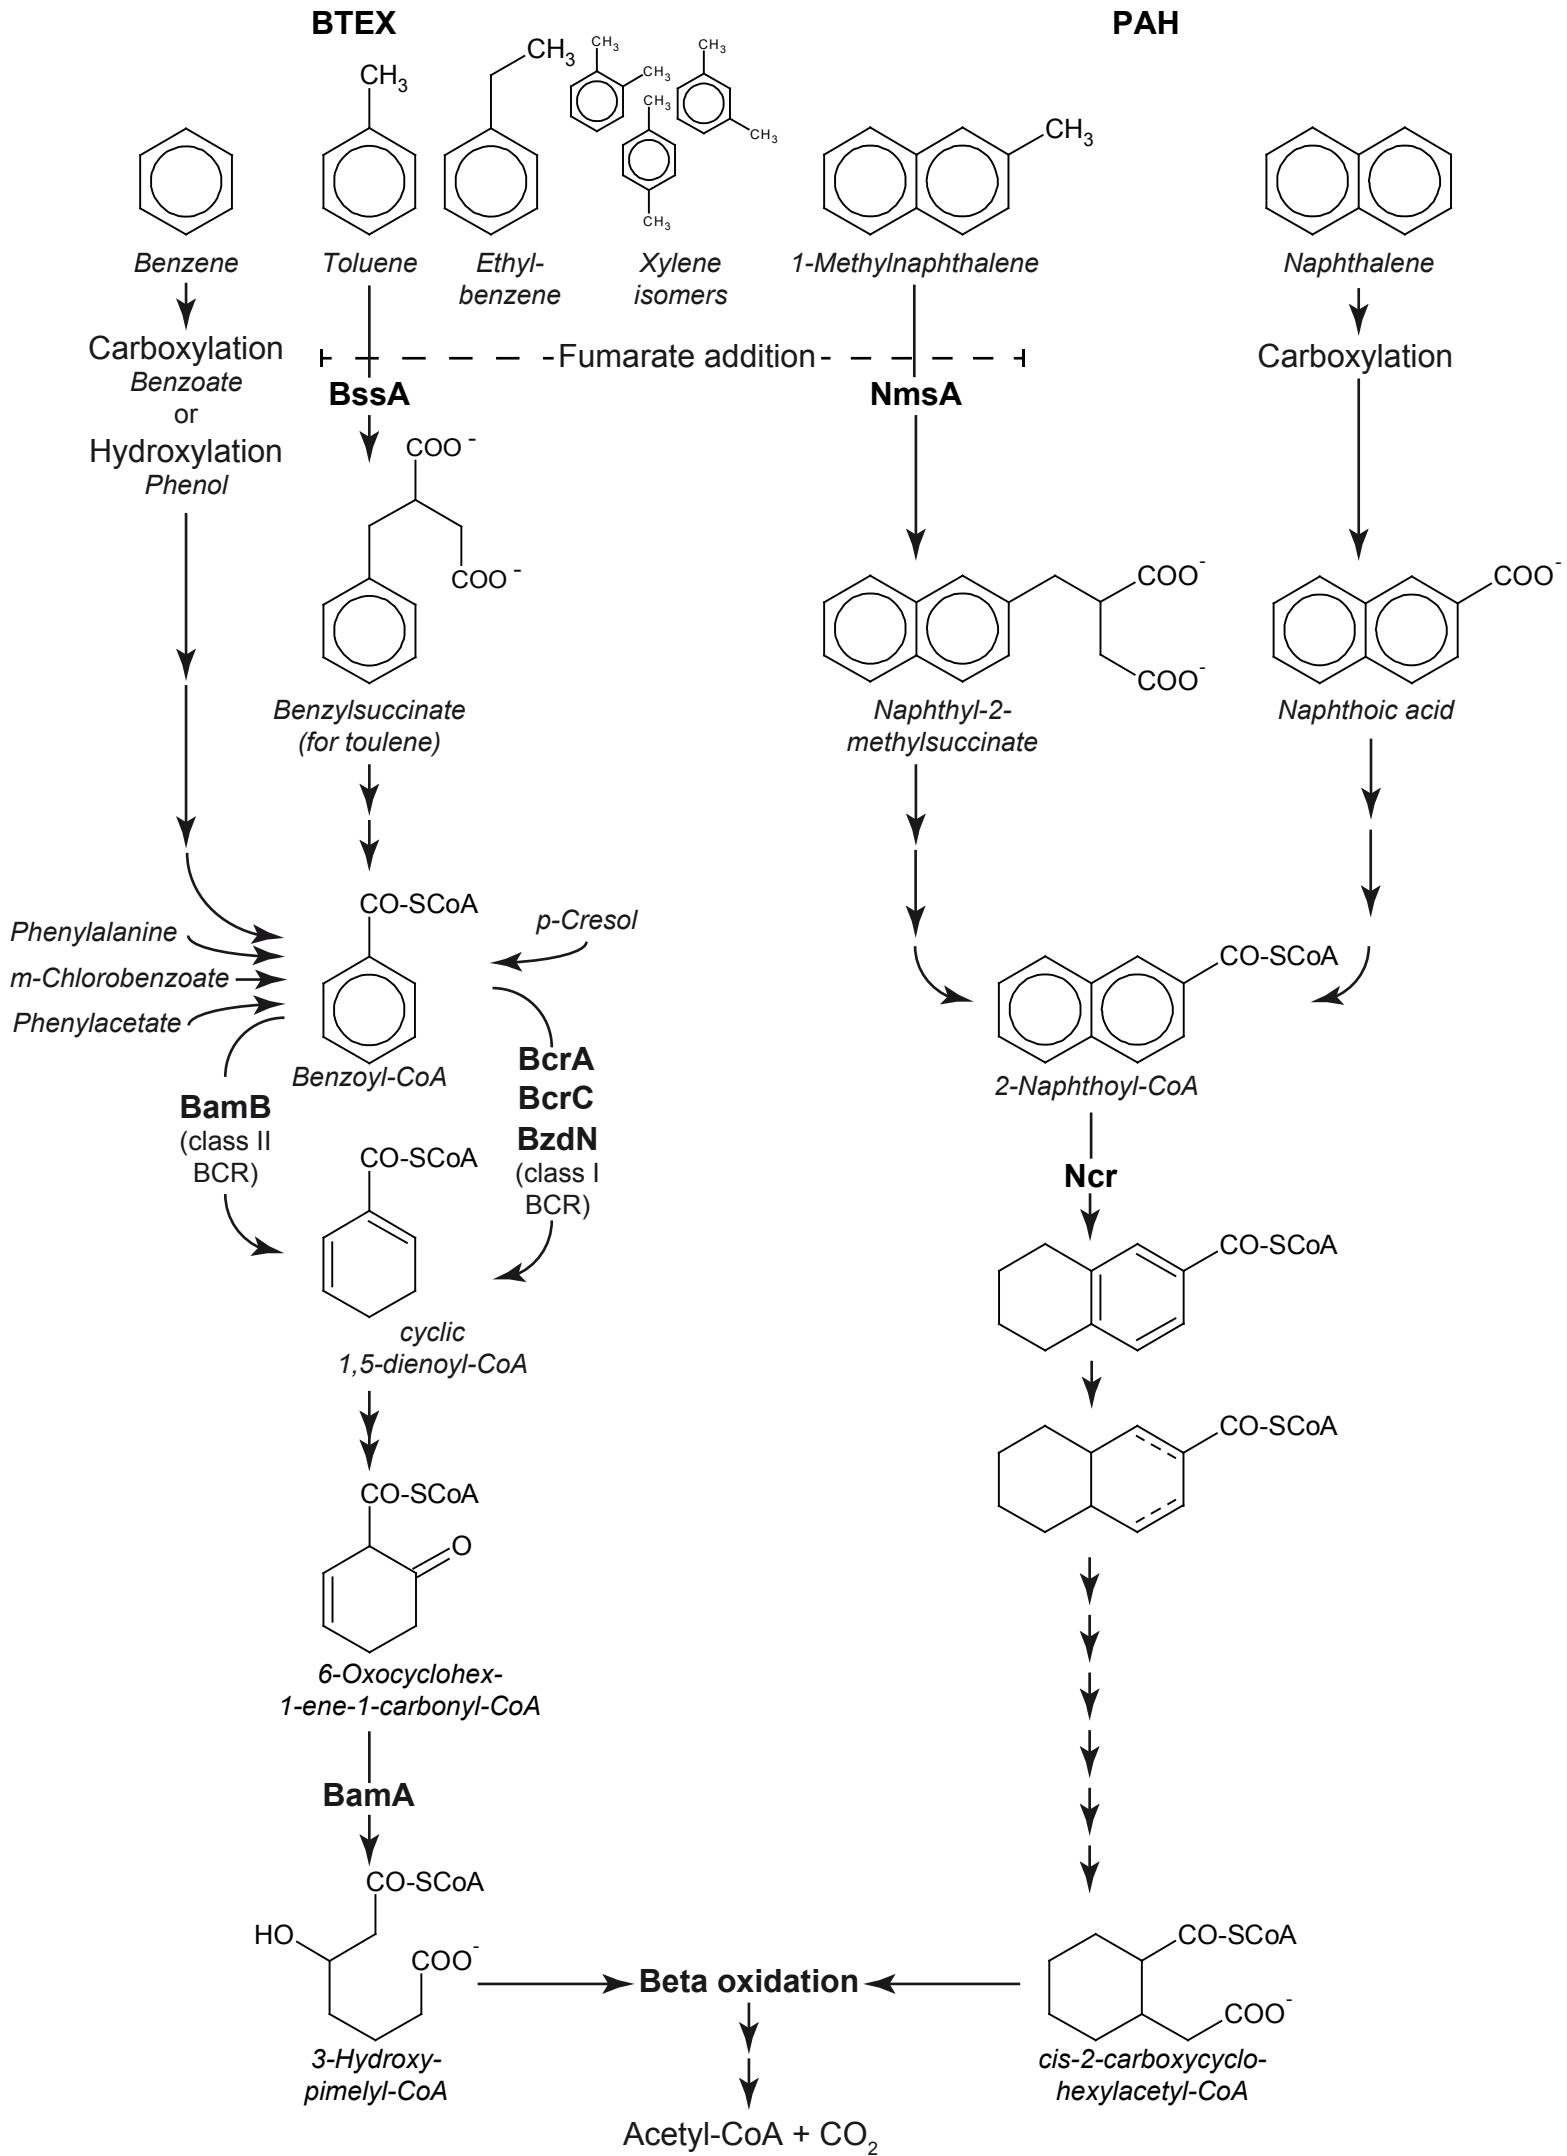 BTEX
PAH
CH3
CH3
CH3
CH3
CH3
CH3
CH3
CH3
CH3
Benzene
Toluene
Ethyl-
benzene
Xylene
isomers
1-Methylnaphthalene
Naphthalene
Carboxylation
Benzoate
or
Hydroxylation
Phenol
Fumarate addition
Carboxylation
BssA
NmsA
COO-
COO-
COO-
COO-
COO-
Benzylsuccinate
(for toulene)
Naphthyl-2-
methylsuccinate
Naphthoic acid
CO-SCoA
Phenylalanine
m-Chlorobenzoate
Phenylacetate
p-Cresol
Benzoyl-CoA
CO-SCoA
2-Naphthoyl-CoA
BamB
(class II
BCR)
BcrA
BcrC
BzdN
(class I
BCR)
CO-SCoA
cyclic
1,5-dienoyl-CoA
Ncr
CO-SCoA
CO-SCoA
CO-SCoA
O
6-Oxocyclohex-
1-ene-1-carbonyl-CoA
BamA
CO-SCoA
HO
COO-
3-Hydroxy-
pimelyl-CoA
Beta oxidation
CO-SCoA
COO-
cis-2-carboxycyclo-
hexylacetyl-CoA
Acetyl-CoA + CO2